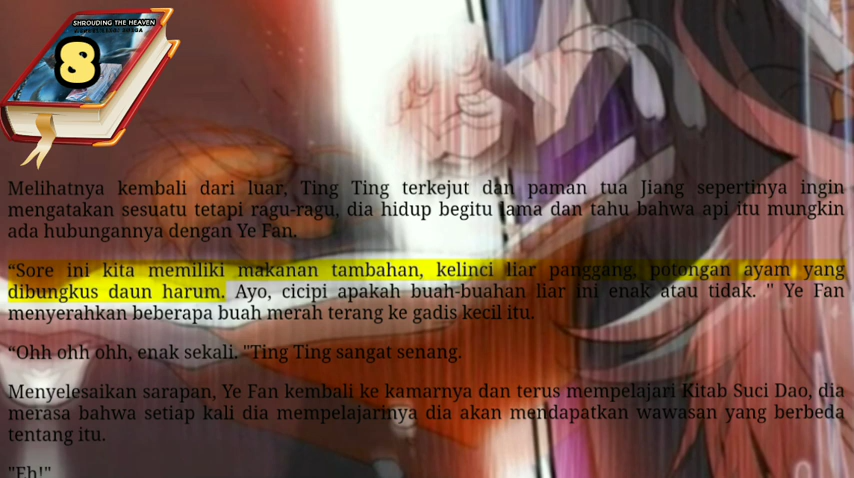 SHROUDING THE HEAVEN
8
Melihatnya kembali dari luar, Ting Ting terkejut dan paman tua Jiang sepertinya ingin
mengatakan sesuatu tetapi ragu-ragu, dia hidup begitu lama dan tahu bahwa api itu mungkin
ada hubungannya dengan Ye Fan.
“Sore ini kita memiliki makanan tambahan, kelinci liar panggang, potongan ayam yang
dibungkus daun harum. Ayo, cicipi apakah buah-buahan liar ini enak atau tidak. " Ye Fan
menyerahkan beberapa buah merah terang ke gadis kecil itu.
“Ohh ohh ohh, enak sekali. "Ting Ting sangat senang.
Menyelesaikan sarapan, Ye Fan kembali ke kamarnya dan terus mempelajari Kitab Suci Dao, dia
merasa bahwa setiap kali dia mempelajarinya dia akan mendapatkan wawasan yang berbeda
tentang itu.
"Eh!"